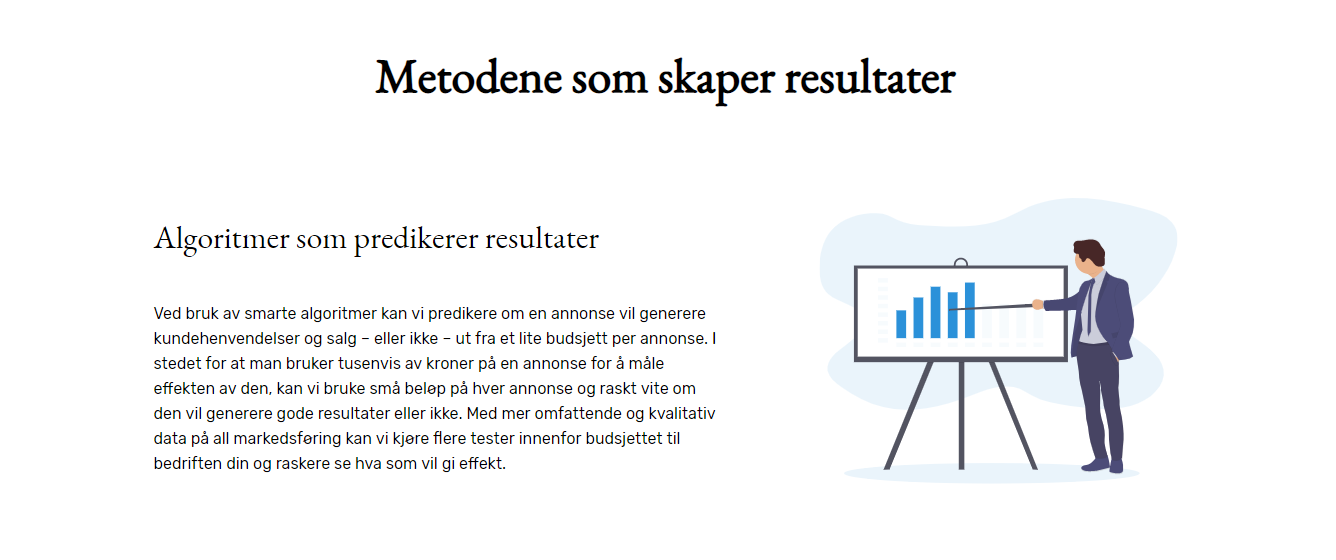 Metodene som skaper resultater
Algoritmer som predikerer resultater
Ved bruk av smarte algoritmer kan vi predikere om en annonse vil generere
kundehenvendelser og salg – eller ikke – ut fra et lite budsjett per annonse. I
stedet for at man bruker tusenvis av kroner på en annonse for å måle
effekten av den, kan vi bruke små beløp på hver annonse og raskt vite om
den vil generere gode resultater eller ikke. Med mer omfattende og kvalitativ
data på all markedsføring kan vi kjøre flere tester innenfor budsjettet til
bedriften din og raskere se hva som vil gi effekt.